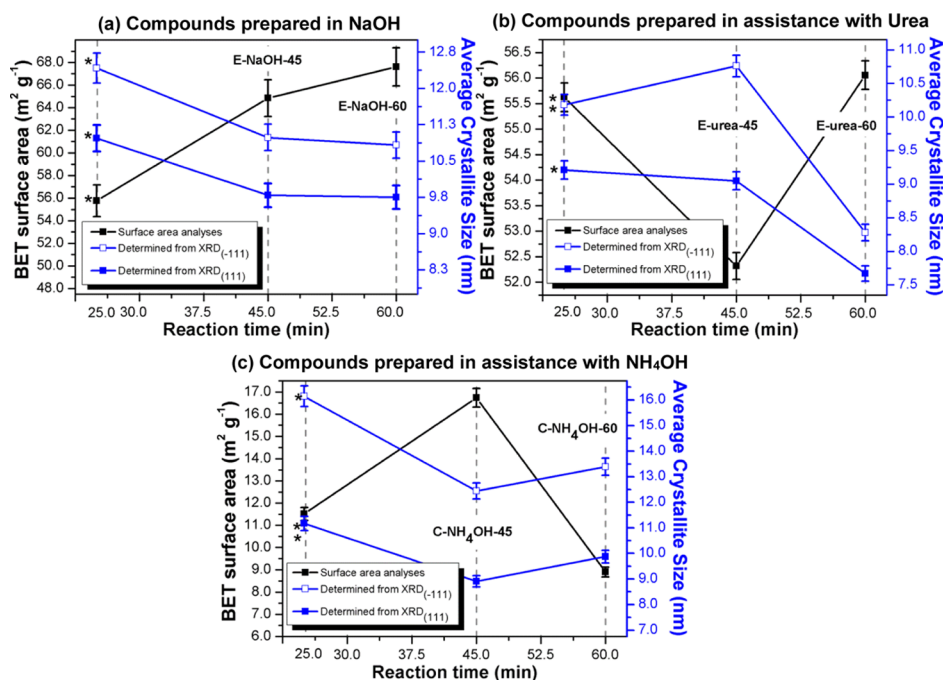 (a) Compounds prepared in NaOH
BET surface area (m² g⁻¹)
68.0
66.0
64.0
62.0
60.0
58.0
56.0
54.0
52.0
50.0
48.0
*
*
*
E-NaOH-45
E-NaOH-60
Surface area analyses
Determined from XRD(-111)
Determined from XRD(111)
12.8
12.0
11.3
10.5
9.8
9.0
8.3
Average Crystallite Size (nm)
25.0 30.0 37.5 45.0 52.5 60.0
Reaction time (min)
(b) Compounds prepared in assistance with Urea
BET surface area (m² g⁻¹)
56.5
56.0
55.5
55.0
54.5
54.0
53.5
53.0
52.5
52.0
*
*
*
E-urea-45
E-urea-60
Surface area analyses
Determined from XRD(-111)
Determined from XRD(111)
11.0
10.5
10.0
9.5
9.0
8.5
8.0
7.5
Average Crystallite Size (nm)
25.0 30.0 37.5 45.0 52.5 60.0
Reaction time (min)
(c) Compounds prepared in assistance with NH₄OH
BET surface area (m² g⁻¹)
17.0
16.0
15.0
14.0
13.0
12.0
11.0
10.0
9.0
8.0
7.0
6.0
*
*
*
C-NH₄OH-60
C-NH₄OH-45
Surface area analyses
Determined from XRD(-111)
Determined from XRD(111)
16.0
15.0
14.0
13.0
12.0
11.0
10.0
9.0
8.0
7.0
Average Crystallite Size (nm)
25.0 30.0 37.5 45.0 52.5 60.0
Reaction time (min)